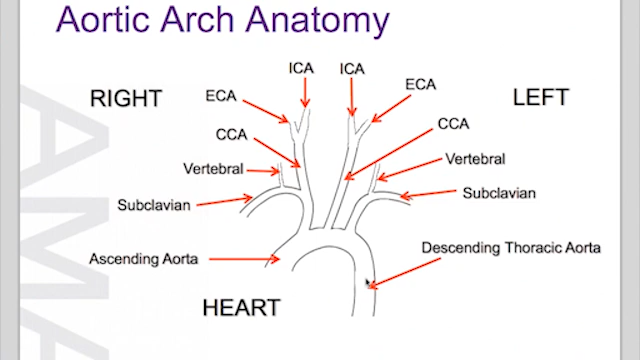 Aortic Arch Anatomy
ICA ICA
ECA ECA
RIGHT LEFT
CCA CCA
Vertebral Vertebral
Subclavian Subclavian
Ascending Aorta Descending Thoracic Aorta
HEART
AMA